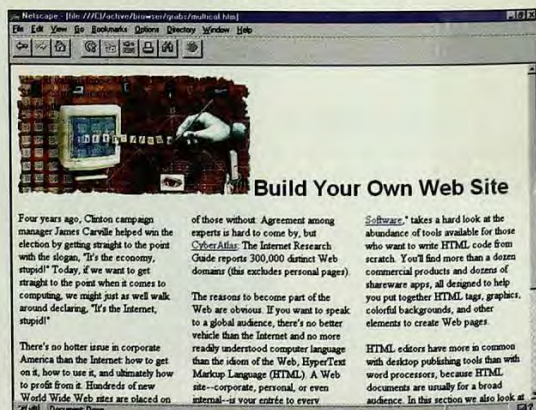 Netscape - [file:///C|/active/browser/grabs/multicol.htm]
File Edit View Go Bookmarks Options Directory Window Help
Build Your Own Web Site
Four years ago, Clinton campaign
manager James Carville helped win the
election by getting straight to the point
with the slogan, "It's the economy,
stupid!" Today, if we want to get
straight to the point when it comes to
computing, we might just as well walk
around declaring, "It's the Internet,
stupid!"
There's no hotter issue in corporate
America than the Internet: how to get
on it, how to use it, and ultimately how
to profit from it. Hundreds of new
World Wide Web sites are placed on
of those without. Agreement among
experts is hard to come by, but
CyberAtlas: The Internet Research
Guide reports 300,000 distinct Web
domains (this excludes personal pages).
The reasons to become part of the
Web are obvious. If you want to speak
to a global audience, there's no better
vehicle than the Internet and no more
readily understood computer language
than the idiom of the Web, HyperText
Markup Language (HTML). A Web
site--corporate, personal, or even
internal--is your entrée to every
Software," takes a hard look at the
abundance of tools available for those
who want to write HTML code from
scratch. You'll find more than a dozen
commercial products and dozens of
shareware apps, all designed to help
you put together HTML tags, graphics,
colorful backgrounds, and other
elements to create Web pages.
HTML editors have more in common
with desktop publishing tools than with
word processors, because HTML
documents are usually for a broad
audience. In this section we also look at
Document: Done